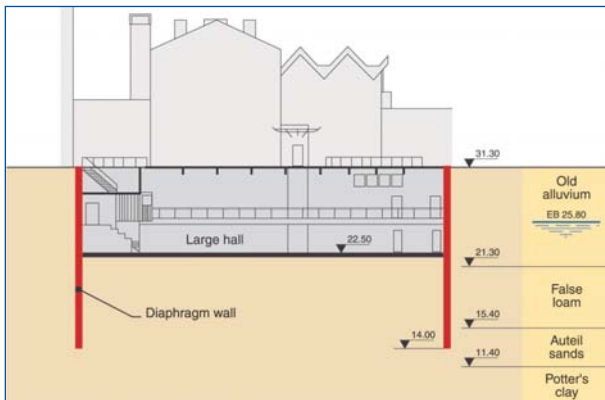 31.30
Old
alluvium
EB 25.80
Large hall
22.50
21.30
Diaphragm wall
False
loam
15.40
14.00
Auteil
sands
11.40
Potter's
clay